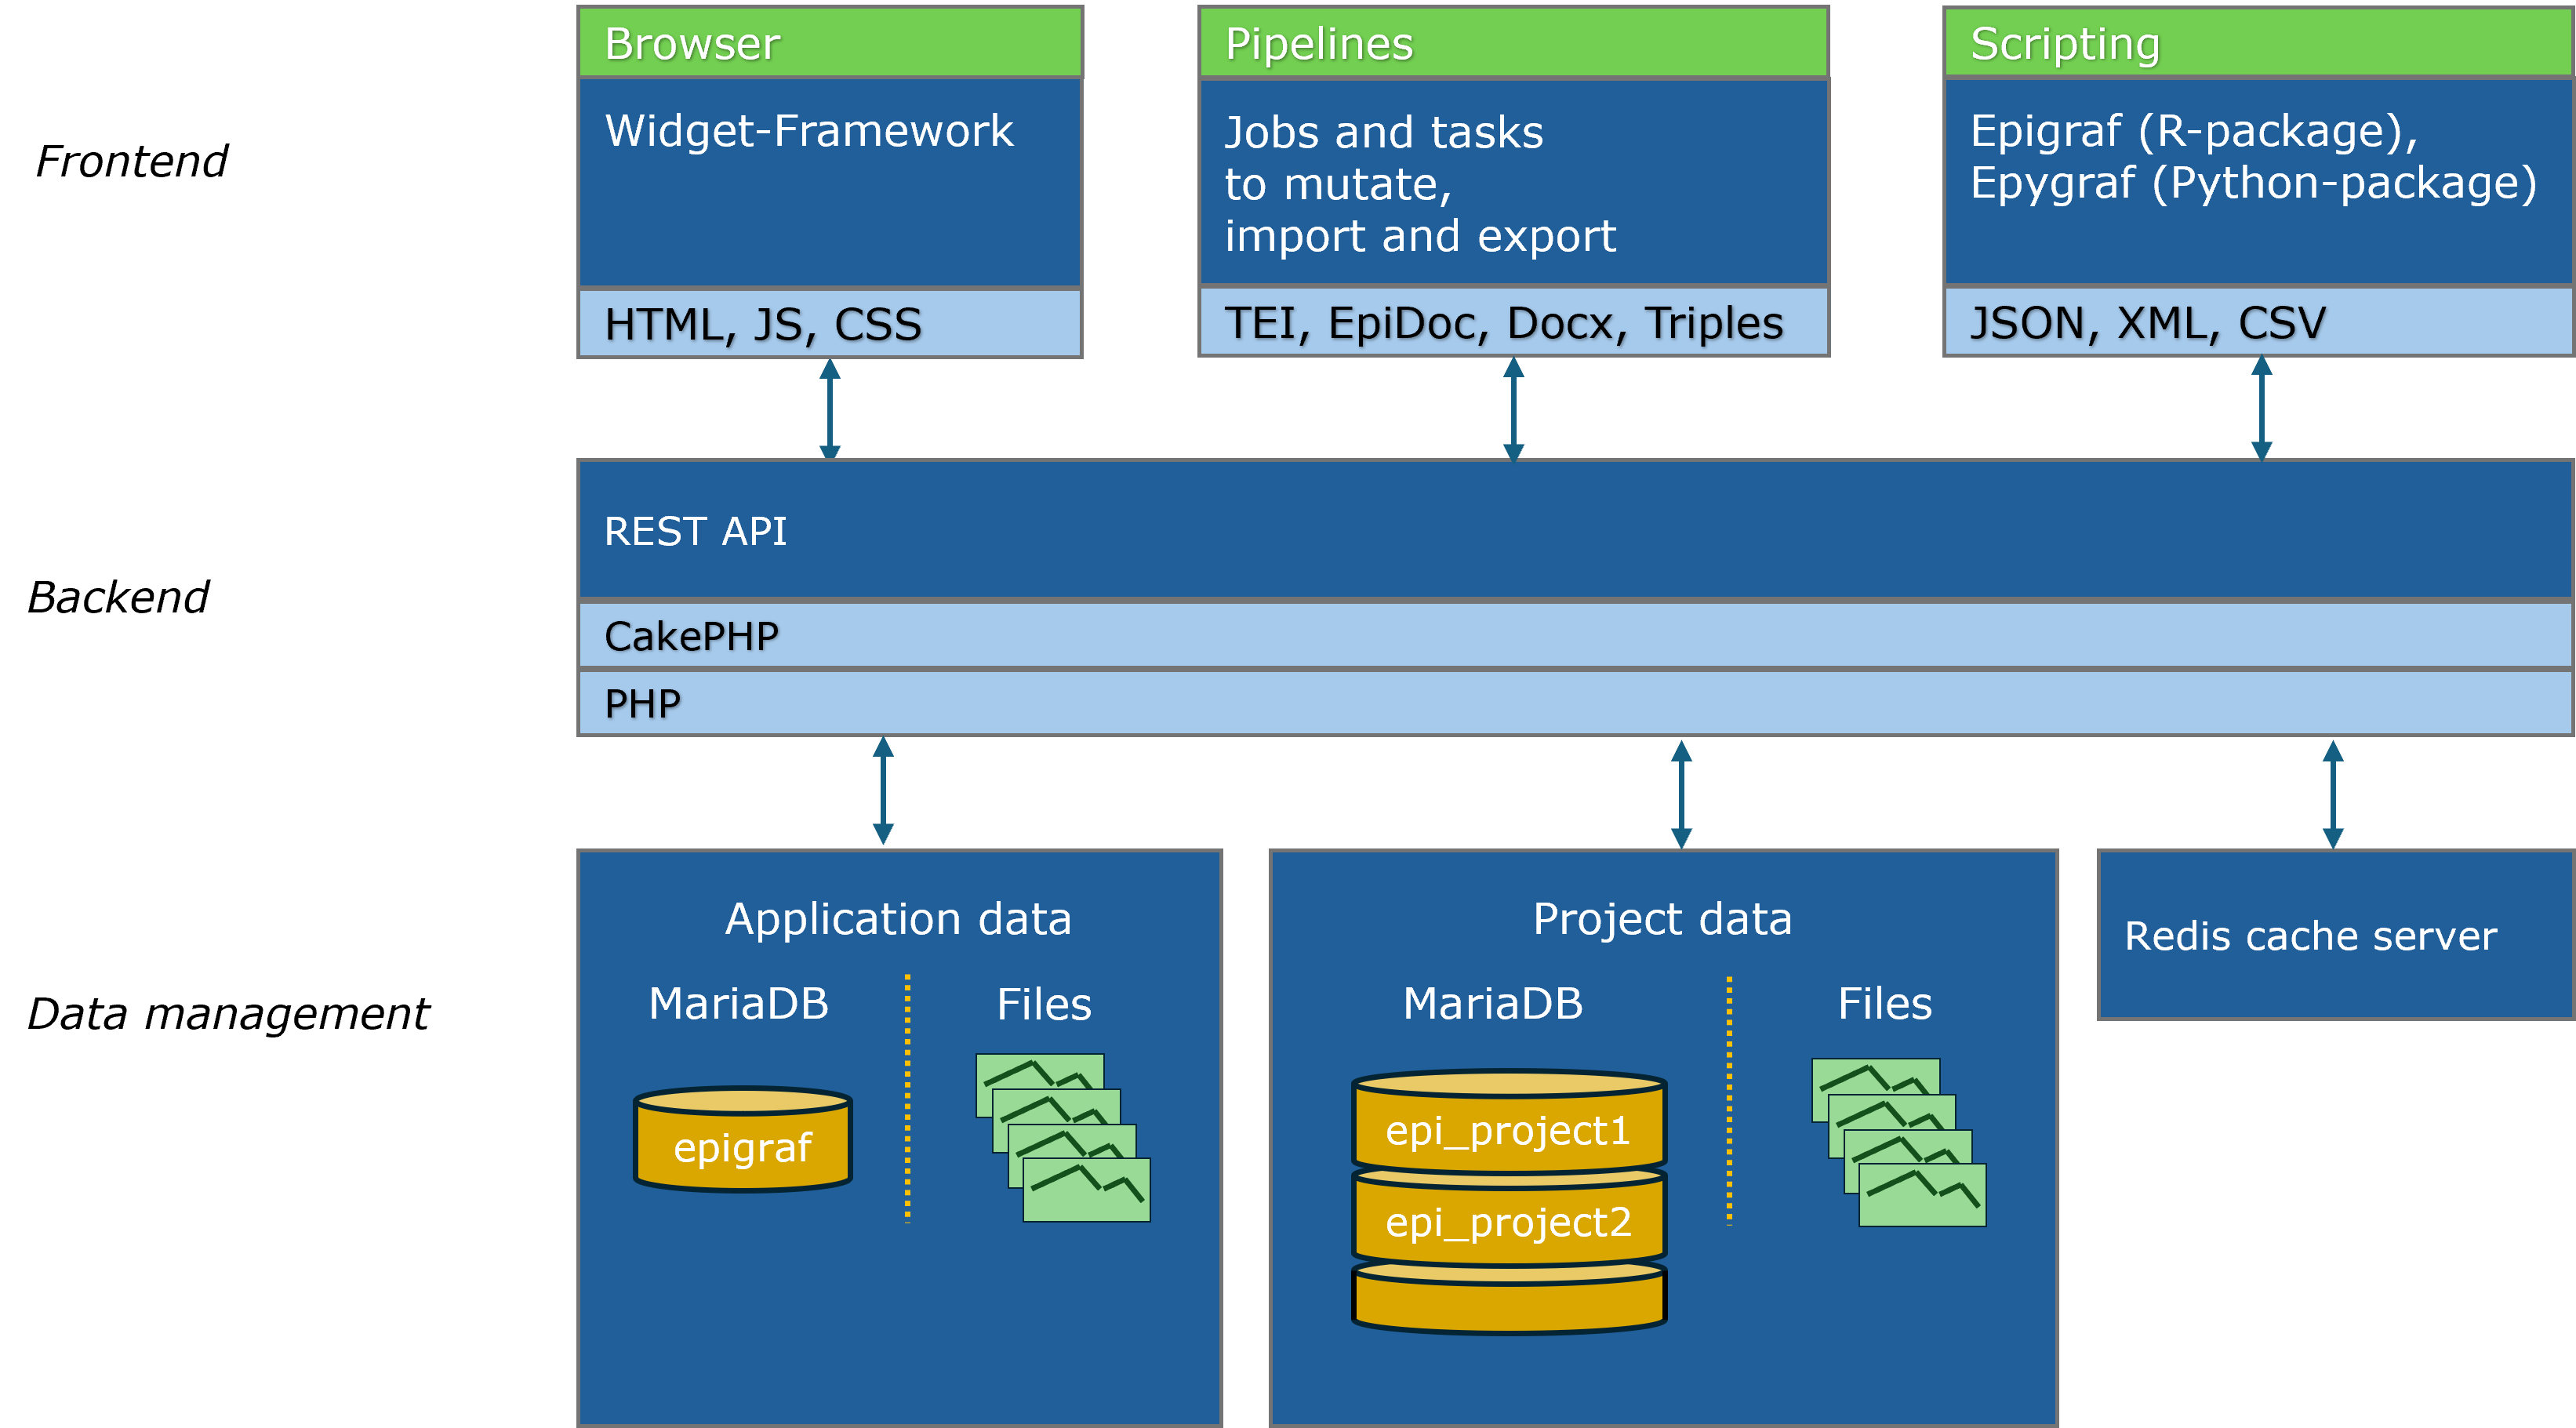 Frontend
Browser
Widget-Framework
HTML, JS, CSS
Pipelines
Jobs and tasks
to mutate,
import and export
TEI, EpiDoc, Docx, Triples
Scripting
Epigraf (R-package),
Epygraf (Python-package)
JSON, XML, CSV
Backend
REST API
CakePHP
PHP
Data management
Application data
MariaDB
Files
epigraf
Project data
MariaDB
Files
epi_project1
epi_project2
Redis cache server